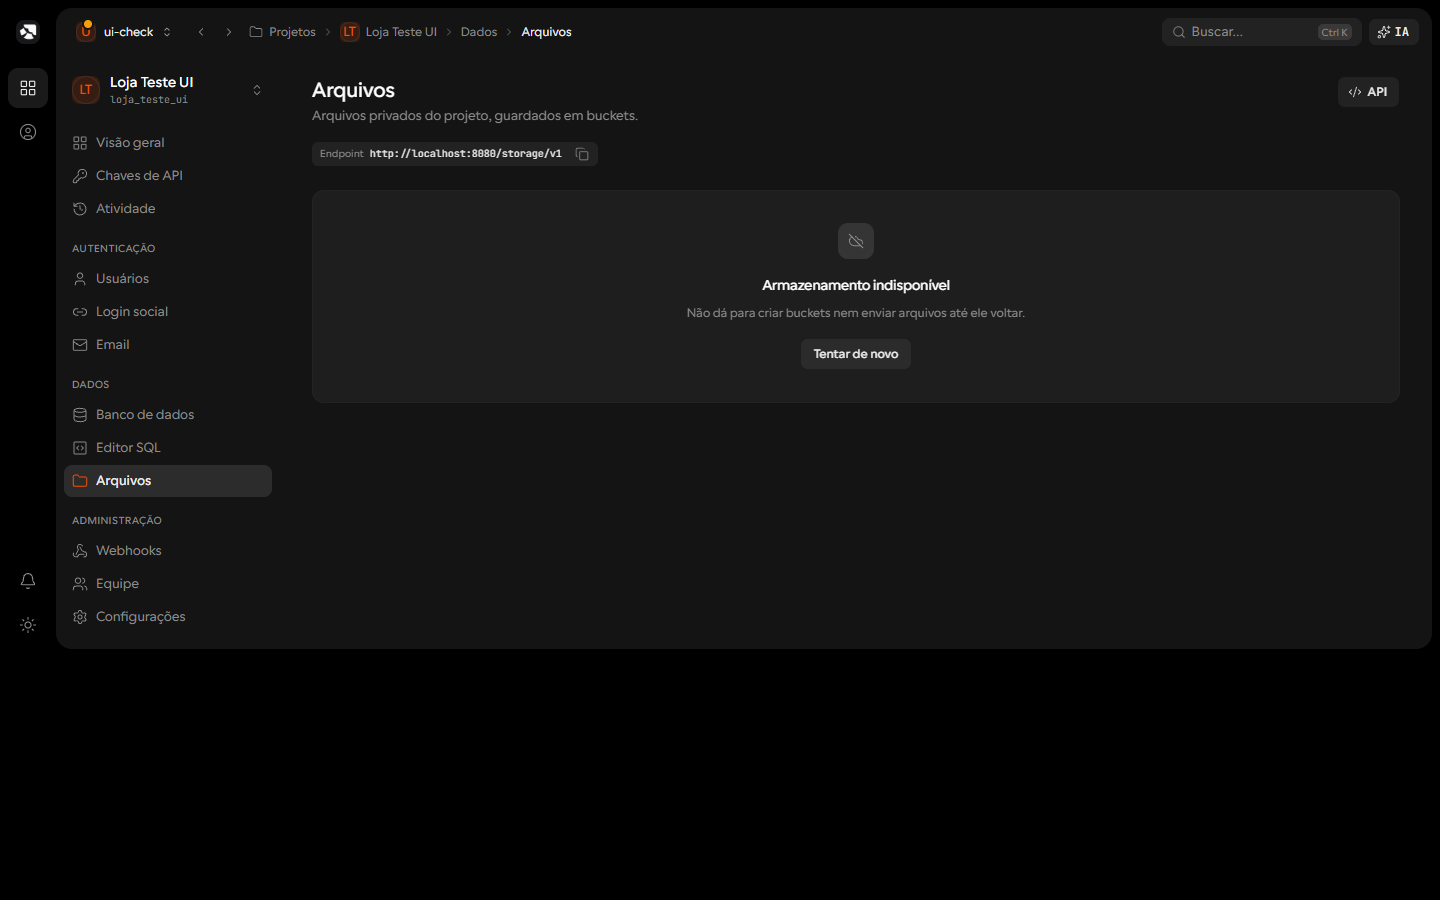 U ui-check Projetos LT Loja Teste UI Dados Arquivos Buscar... Ctrl K IA
LT Loja Teste UI
loja_teste_ui
Visão geral
Chaves de API
Atividade
AUTENTICAÇÃO
Usuários
Login social
Email
DADOS
Banco de dados
Editor SQL
Arquivos
ADMINISTRAÇÃO
Webhooks
Equipe
Configurações
Arquivos
Arquivos privados do projeto, guardados em buckets.
API
Endpoint http://localhost:8080/storage/v1
Armazenamento indisponível
Não dá para criar buckets nem enviar arquivos até ele voltar.
Tentar de novo